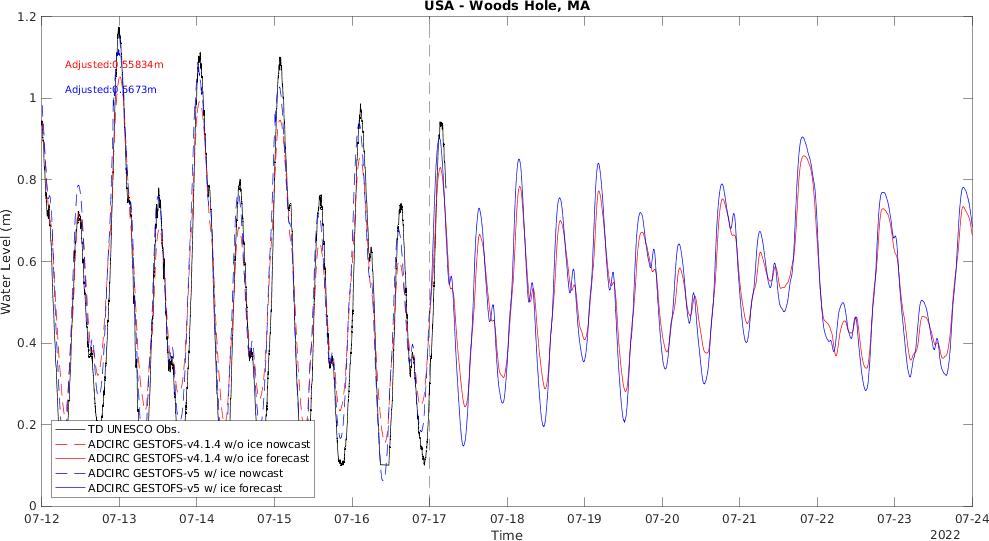 USA - Woods Hole, MA
Adjusted:0.55834m
Adjusted:0.5673m
Water Level (m)
1.2
1
0.8
0.6
0.4
0.2
0
TD UNESCO Obs.
ADCIRC GESTOFS-v4.1.4 w/o ice nowcast
ADCIRC GESTOFS-v4.1.4 w/o ice forecast
ADCIRC GESTOFS-v5 w/ ice nowcast
ADCIRC GESTOFS-v5 w/ ice forecast
07-12 07-13 07-14 07-15 07-16 07-17 07-18 07-19 07-20 07-21 07-22 07-23 07-24
Time
2022